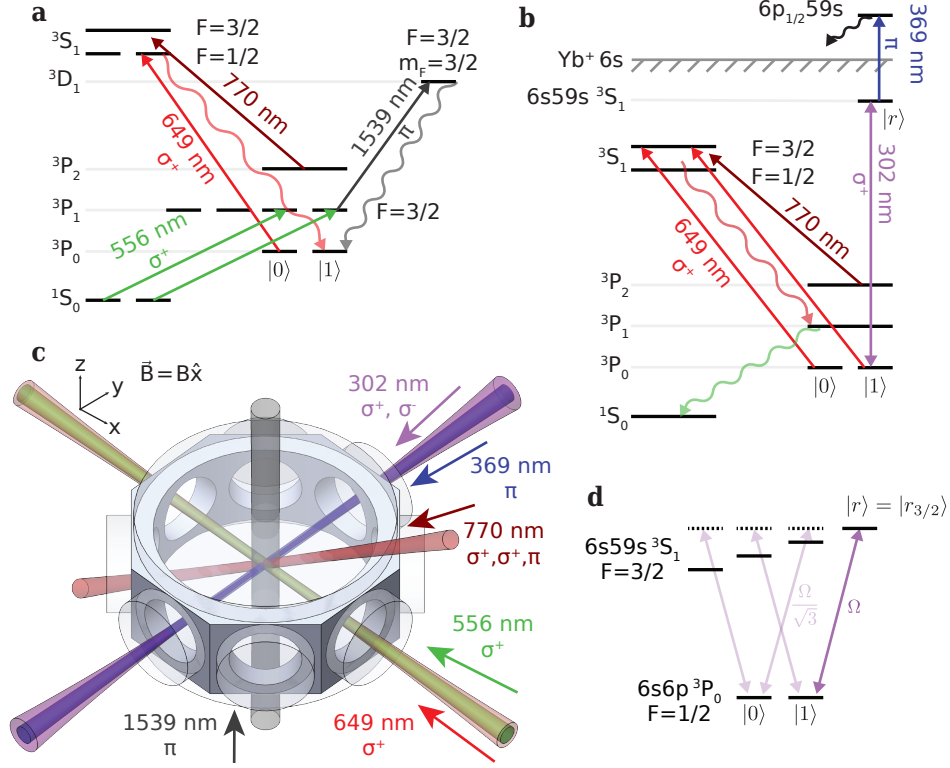 a
³S₁
F=3/2
F=1/2
³D₁
F=3/2
m_F=3/2
770 nm
649 nm
σ⁺
1539 nm
π
³P₂
³P₁
F=3/2
556 nm
σ⁺
³P₀
|0⟩
|1⟩
¹S₀
b
6p₁/₂59s
369 nm
π
Yb⁺ 6s
6s59s ³S₁
|r⟩
302 nm
σ⁺
³S₁
F=3/2
F=1/2
770 nm
649 nm
σ⁺
³P₂
³P₁
³P₀
|0⟩
|1⟩
¹S₀
c
z
y
x
B⃗=Bx̂
302 nm
σ⁺, σ⁻
369 nm
π
770 nm
σ⁺,σ⁺,π
556 nm
σ⁺
649 nm
σ⁺
1539 nm
π
d
|r⟩ = |r₃/₂⟩
6s59s ³S₁
F=3/2
Ω
√3
Ω
6s6p ³P₀
F=1/2
|0⟩
|1⟩